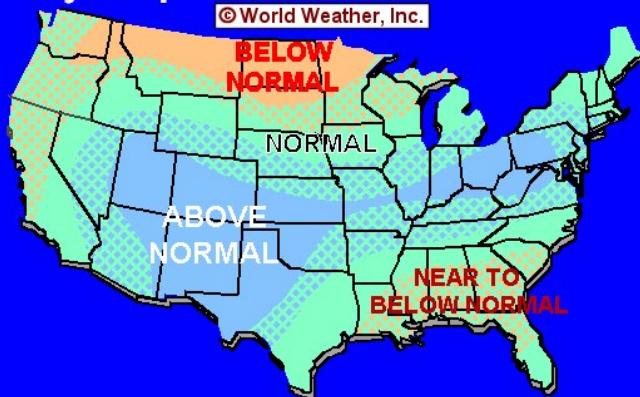 © World Weather, Inc.
BELOW
NORMAL
NORMAL
ABOVE
NORMAL
NEAR TO
BELOW NORMAL